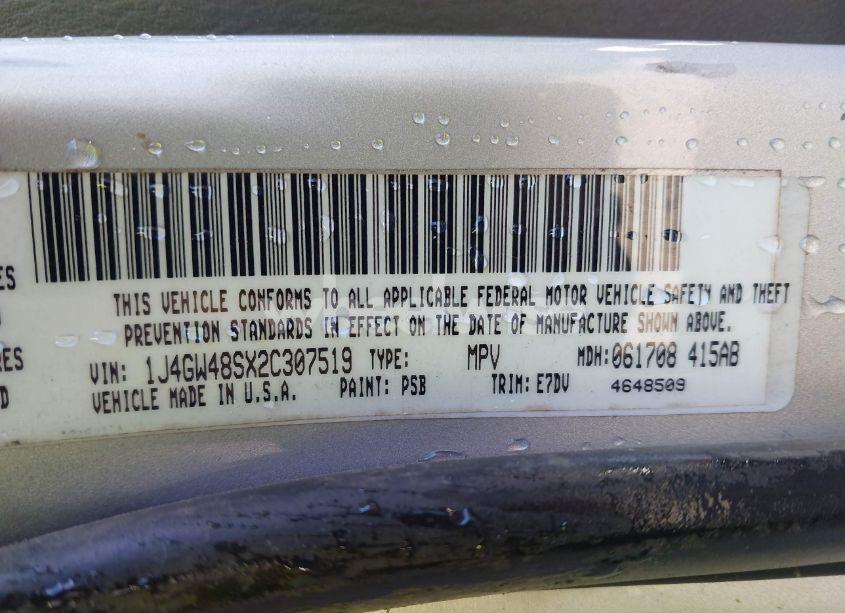 THIS VEHICLE CONFORMS TO ALL APPLICABLE FEDERAL MOTOR VEHICLE SAFETY AND THEFT
PREVENTION STANDARDS IN EFFECT ON THE DATE OF MANUFACTURE SHOWN ABOVE.
ES
RES
D
VIN: 1J4GW48SX2C307519 TYPE: MPV MDH: 061708 415AB
VEHICLE MADE IN U.S.A. PAINT: PSB TRIM: E7DV 4648509